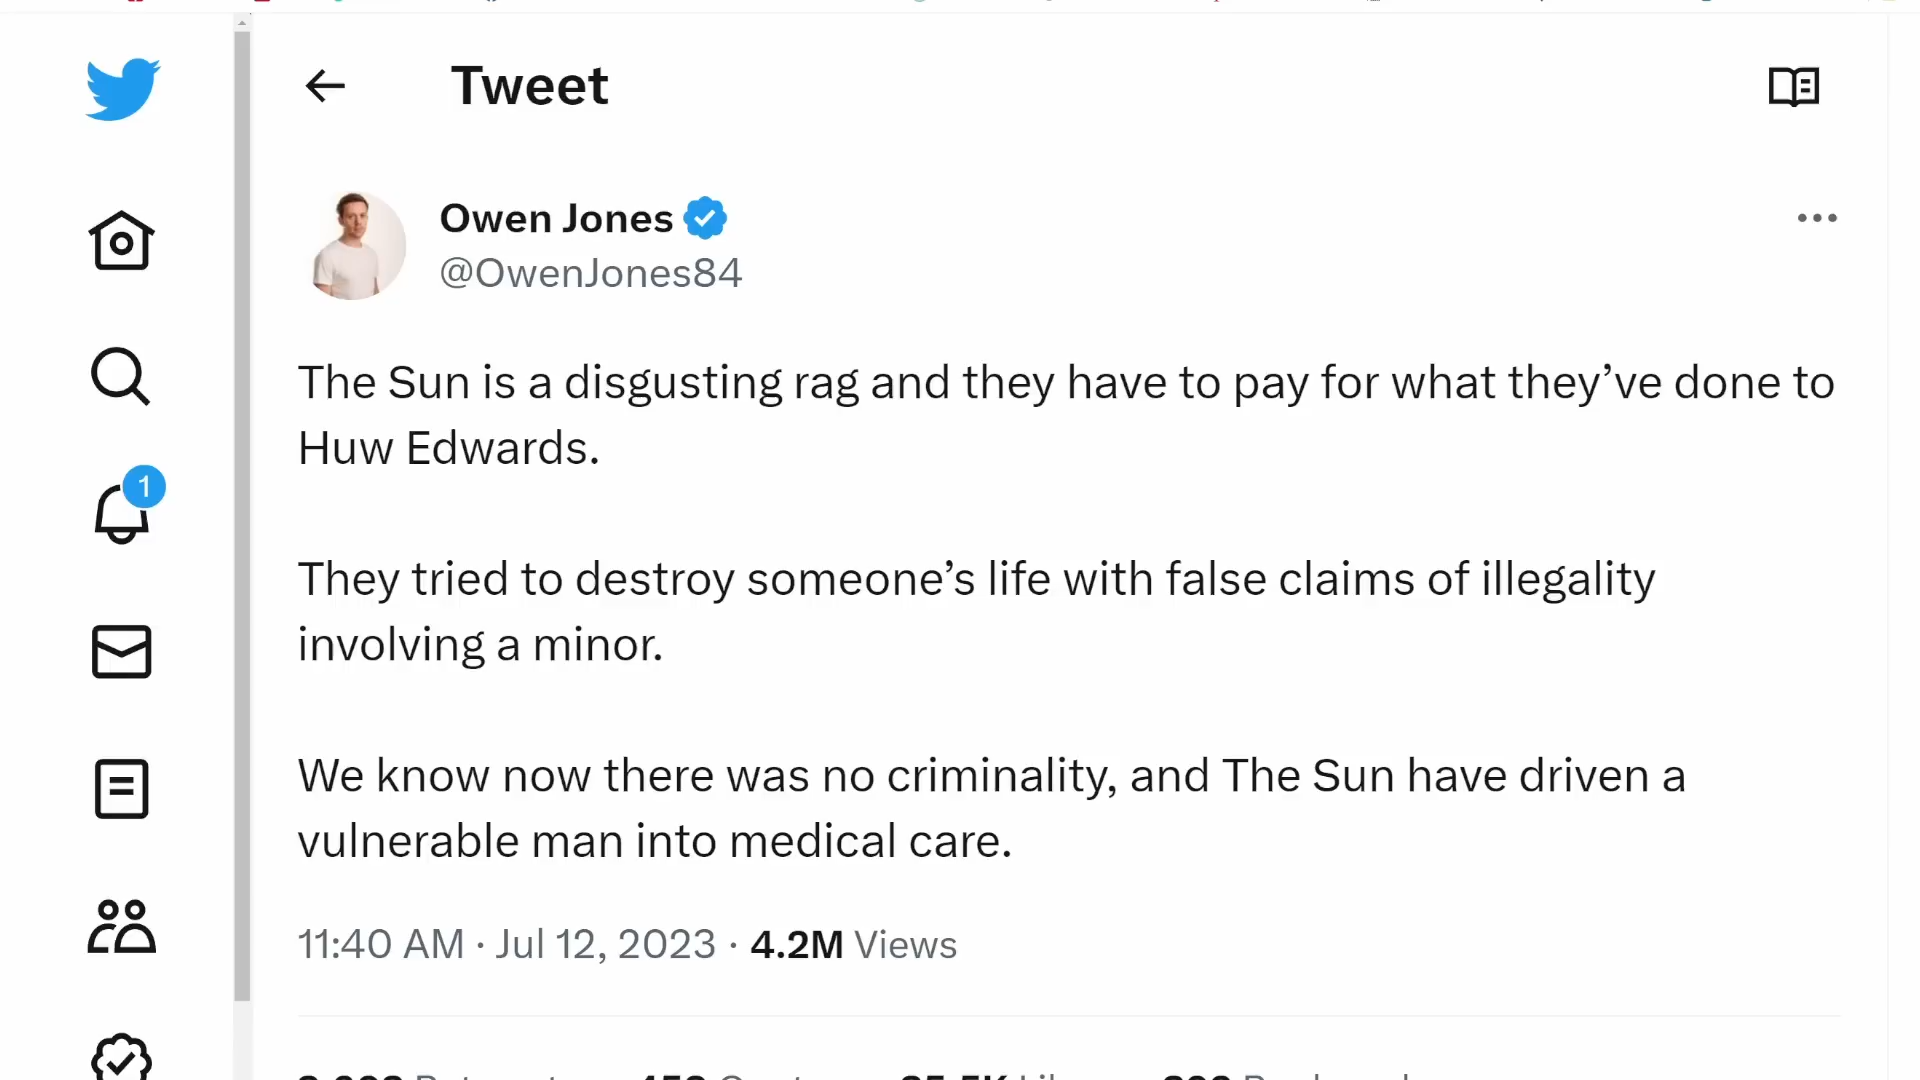 Tweet
Owen Jones
@OwenJones84
The Sun is a disgusting rag and they have to pay for what they’ve done to
Huw Edwards.
They tried to destroy someone’s life with false claims of illegality
involving a minor.
We know now there was no criminality, and The Sun have driven a
vulnerable man into medical care.
11:40 AM · Jul 12, 2023 · 4.2M Views
1